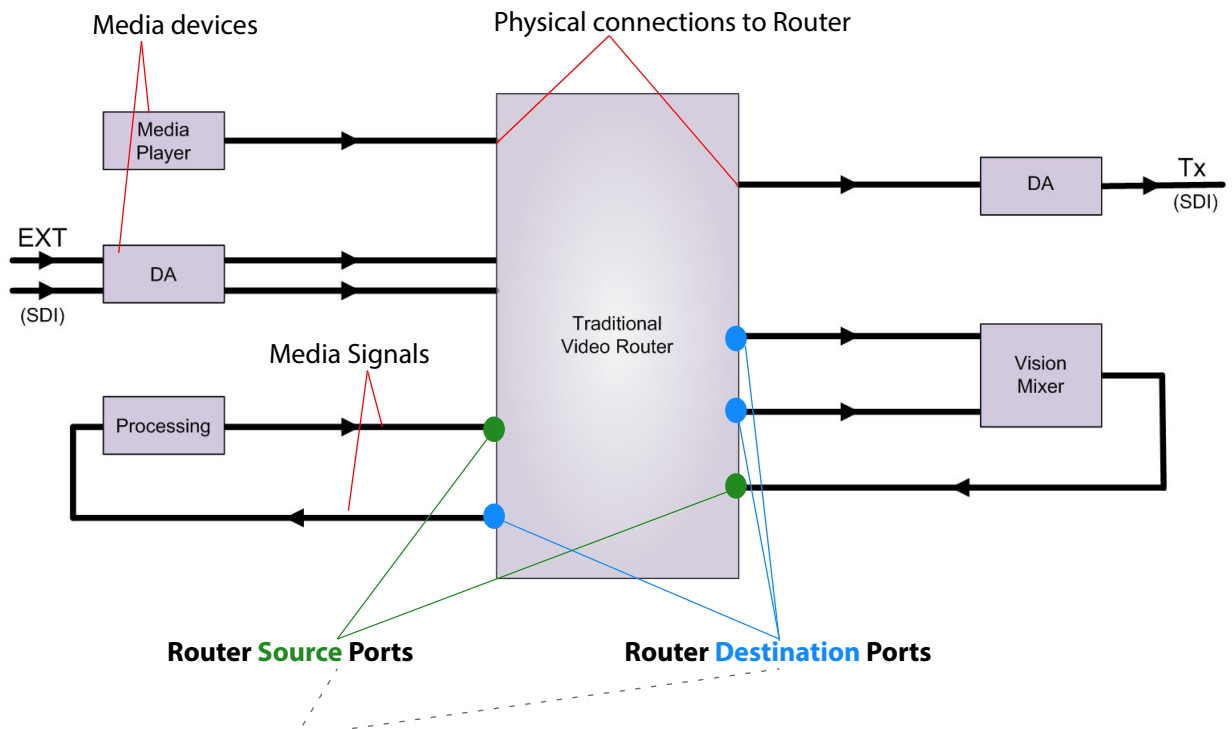 Media devices
Physical connections to Router
Media
Player
DA
Tx
(SDI)
EXT
DA
(SDI)
Traditional
Video Router
Vision
Mixer
Media Signals
Processing
Router Source Ports
Router Destination Ports